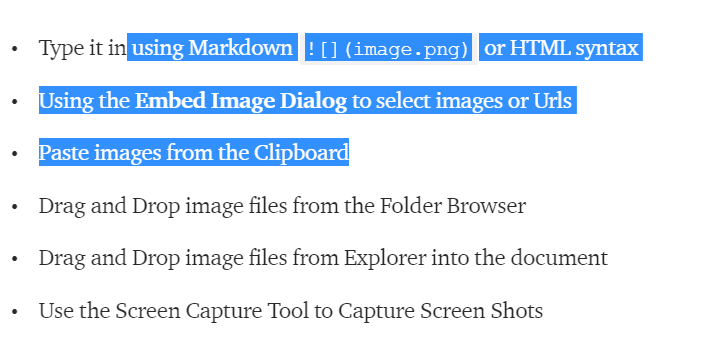 • Type it in using Markdown ![](image.png) or HTML syntax
• Using the Embed Image Dialog to select images or Urls
• Paste images from the Clipboard
• Drag and Drop image files from the Folder Browser
• Drag and Drop image files from Explorer into the document
• Use the Screen Capture Tool to Capture Screen Shots